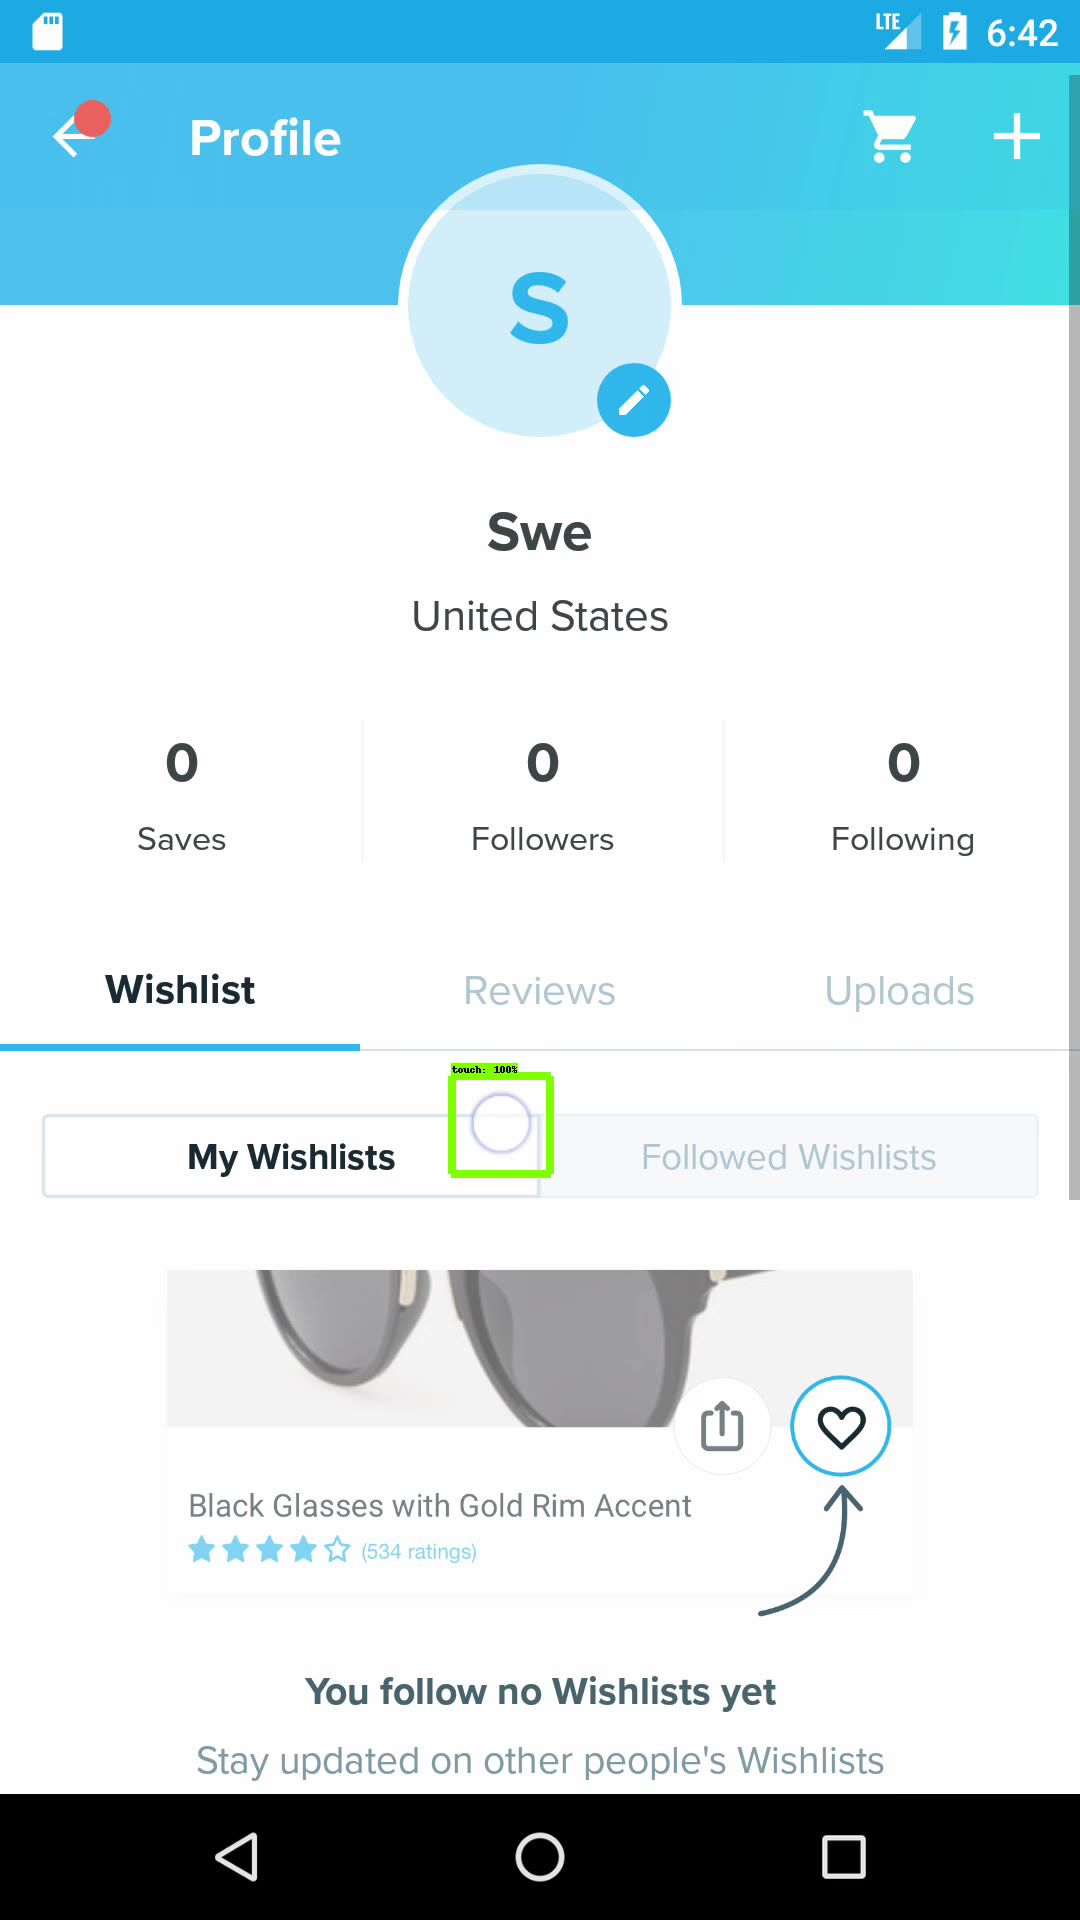 LTE 6:42
Profile
S
Swe
United States
0 0 0
Saves Followers Following
Wishlist Reviews Uploads
touch: 100%
My Wishlists Followed Wishlists
Black Glasses with Gold Rim Accent
(534 ratings)
You follow no Wishlists yet
Stay updated on other people's Wishlists